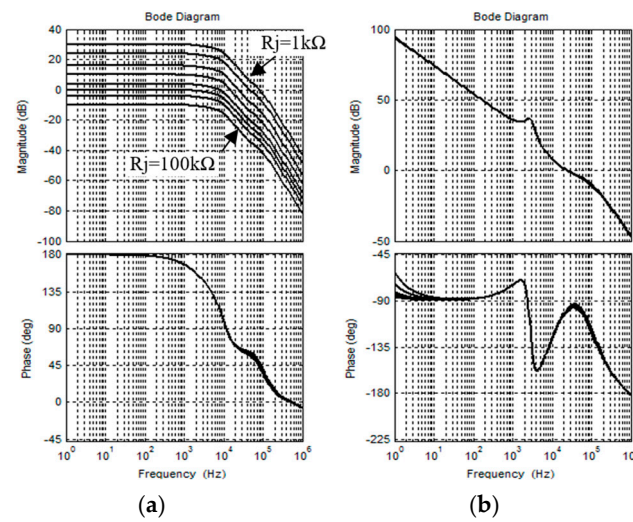 Bode Diagram
40
20
0
-20
-40
-60
-80
-100
Magnitude (dB)
Rj=1kΩ
Rj=100kΩ
180
135
90
45
0
-45
Phase (deg)
10^0 10^1 10^2 10^3 10^4 10^5 10^6
Frequency (Hz)
(a)
Bode Diagram
100
50
0
-50
Magnitude (dB)
-45
-90
-135
-180
-225
Phase (deg)
10^0 10^1 10^2 10^3 10^4 10^5 10^6
Frequency (Hz)
(b)